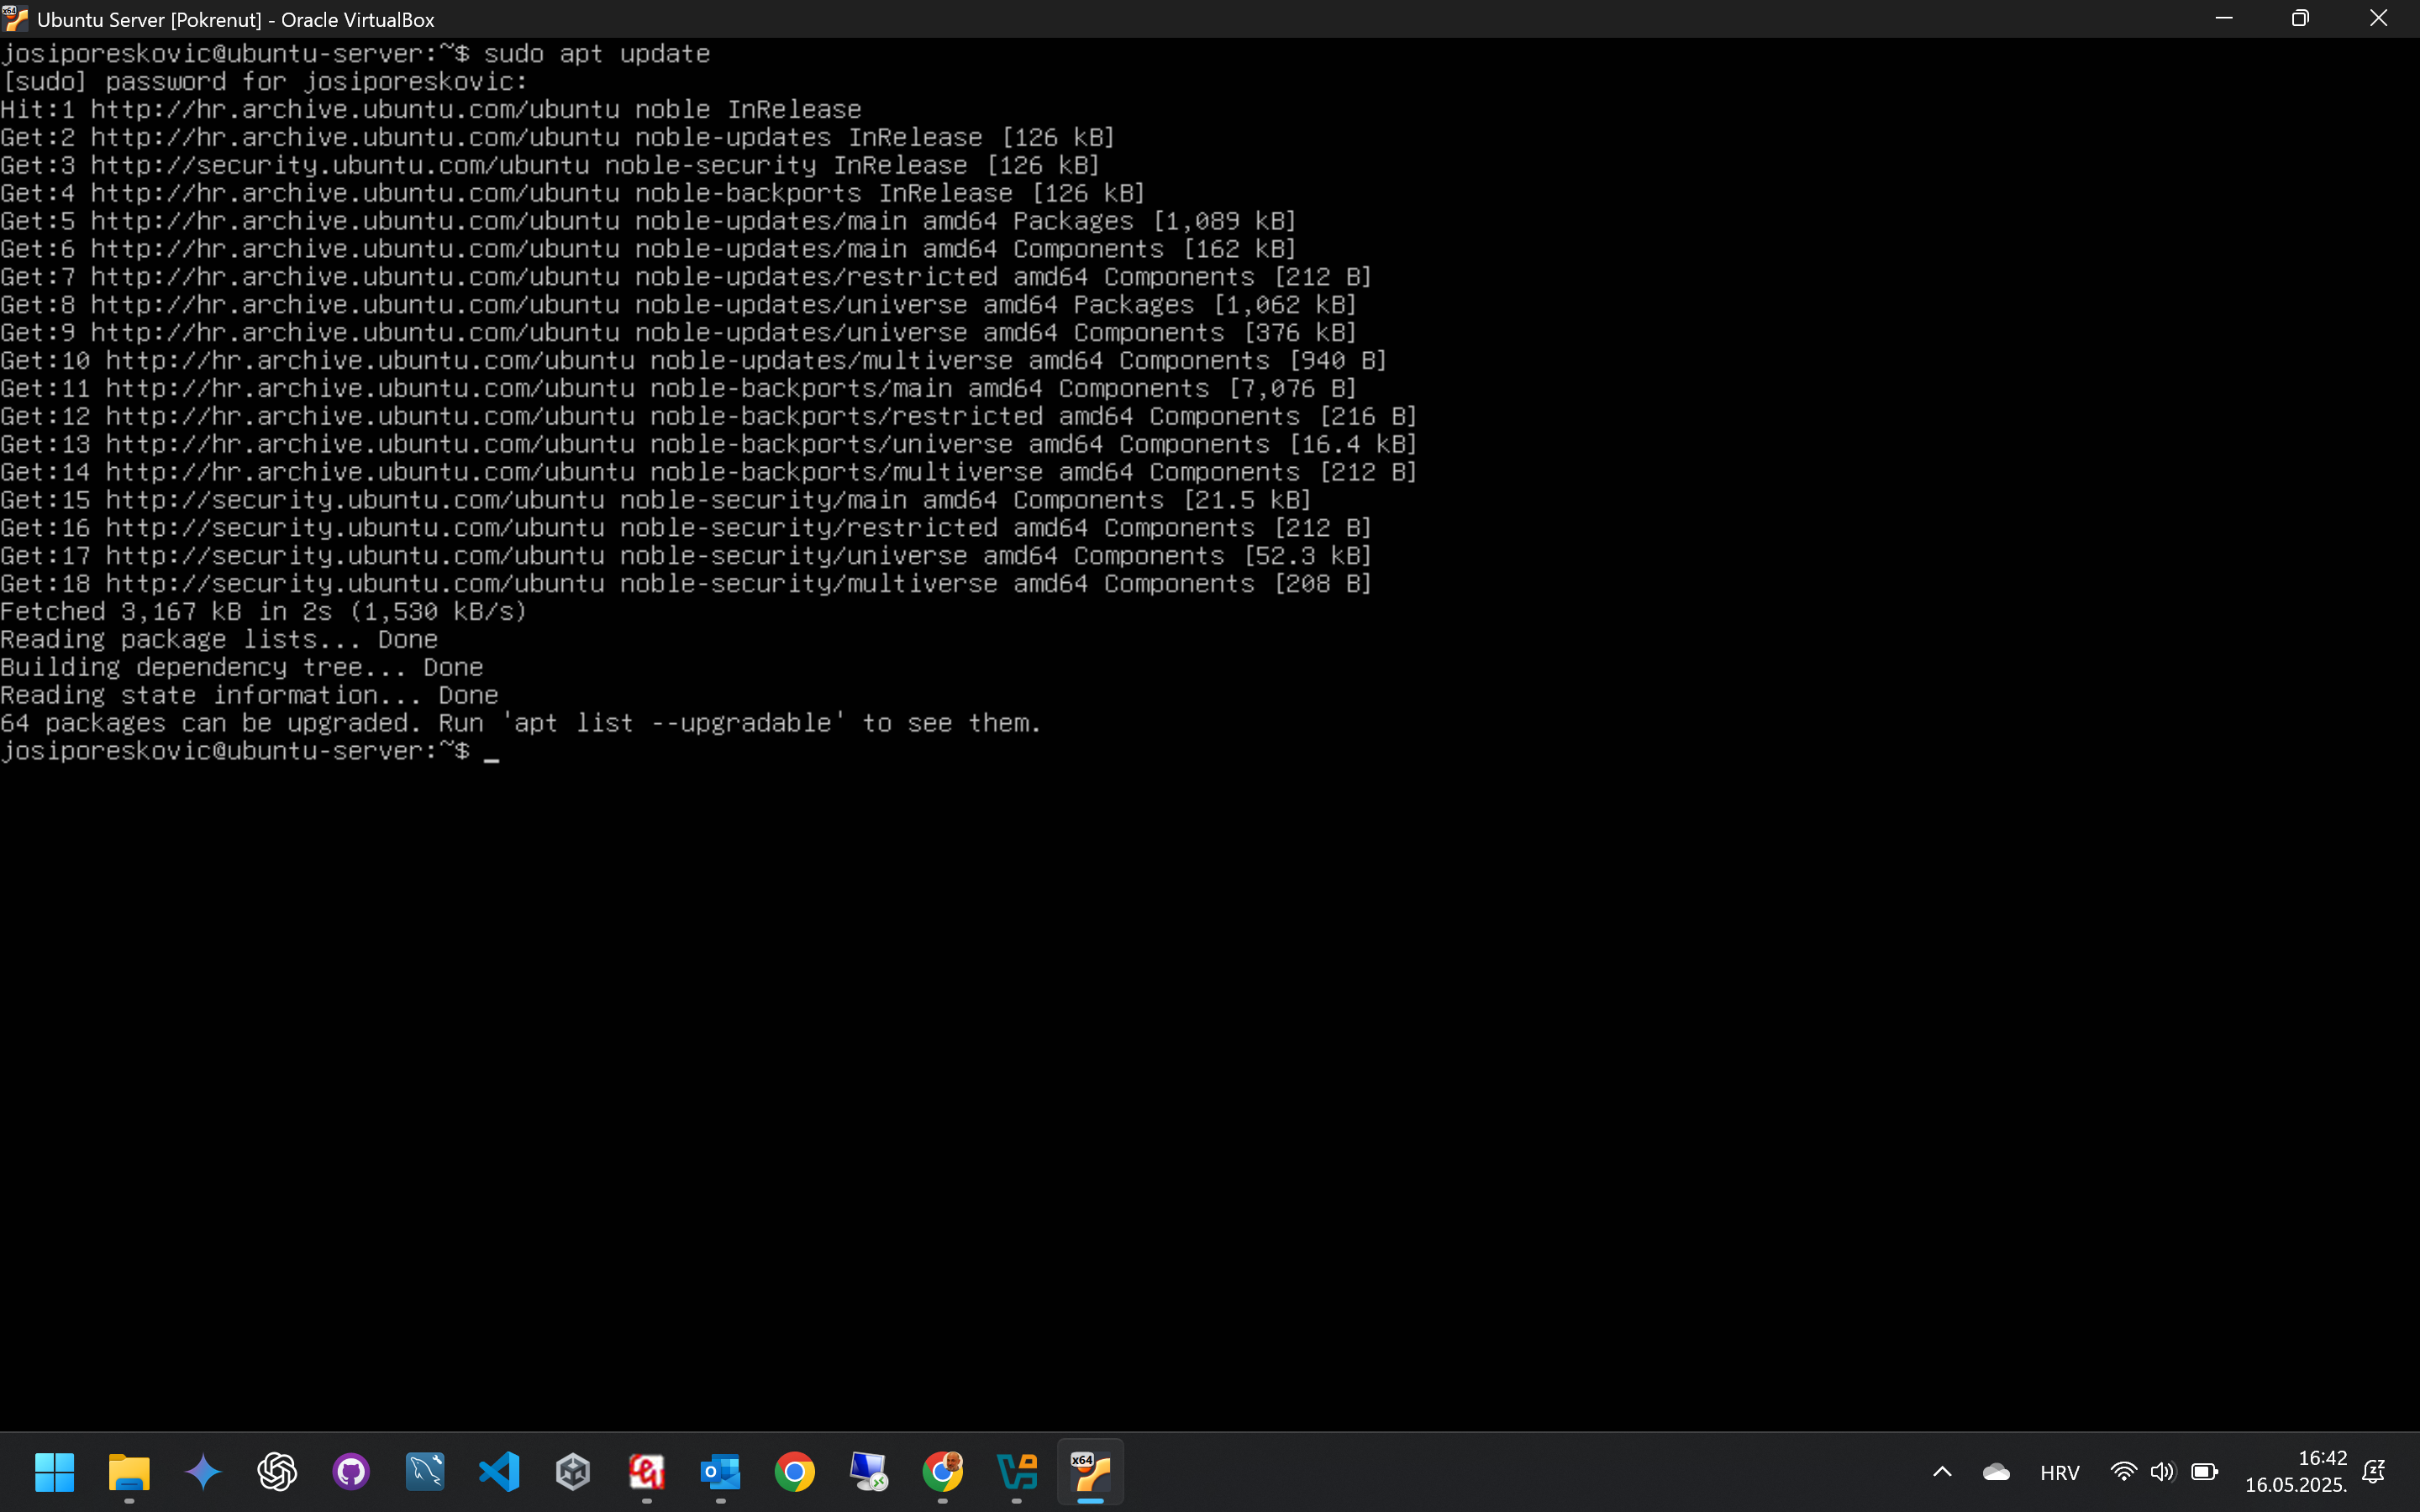 Ubuntu Server [Pokrenut] - Oracle VirtualBox
josiporeskovic@ubuntu-server:~$ sudo apt update
[sudo] password for josiporeskovic:
Hit:1 http://hr.archive.ubuntu.com/ubuntu noble InRelease
Get:2 http://hr.archive.ubuntu.com/ubuntu noble-updates InRelease [126 kB]
Get:3 http://security.ubuntu.com/ubuntu noble-security InRelease [126 kB]
Get:4 http://hr.archive.ubuntu.com/ubuntu noble-backports InRelease [126 kB]
Get:5 http://hr.archive.ubuntu.com/ubuntu noble-updates/main amd64 Packages [1,089 kB]
Get:6 http://hr.archive.ubuntu.com/ubuntu noble-updates/main amd64 Components [162 kB]
Get:7 http://hr.archive.ubuntu.com/ubuntu noble-updates/restricted amd64 Components [212 B]
Get:8 http://hr.archive.ubuntu.com/ubuntu noble-updates/universe amd64 Packages [1,062 kB]
Get:9 http://hr.archive.ubuntu.com/ubuntu noble-updates/universe amd64 Components [376 kB]
Get:10 http://hr.archive.ubuntu.com/ubuntu noble-updates/multiverse amd64 Components [940 B]
Get:11 http://hr.archive.ubuntu.com/ubuntu noble-backports/main amd64 Components [7,076 B]
Get:12 http://hr.archive.ubuntu.com/ubuntu noble-backports/restricted amd64 Components [216 B]
Get:13 http://hr.archive.ubuntu.com/ubuntu noble-backports/universe amd64 Components [16.4 kB]
Get:14 http://hr.archive.ubuntu.com/ubuntu noble-backports/multiverse amd64 Components [212 B]
Get:15 http://security.ubuntu.com/ubuntu noble-security/main amd64 Components [21.5 kB]
Get:16 http://security.ubuntu.com/ubuntu noble-security/restricted amd64 Components [212 B]
Get:17 http://security.ubuntu.com/ubuntu noble-security/universe amd64 Components [52.3 kB]
Get:18 http://security.ubuntu.com/ubuntu noble-security/multiverse amd64 Components [208 B]
Fetched 3,167 kB in 2s (1,530 kB/s)
Reading package lists... Done
Building dependency tree... Done
Reading state information... Done
64 packages can be upgraded. Run 'apt list --upgradable' to see them.
josiporeskovic@ubuntu-server:~$ _
x64
HRV
16:42
16.05.2025.